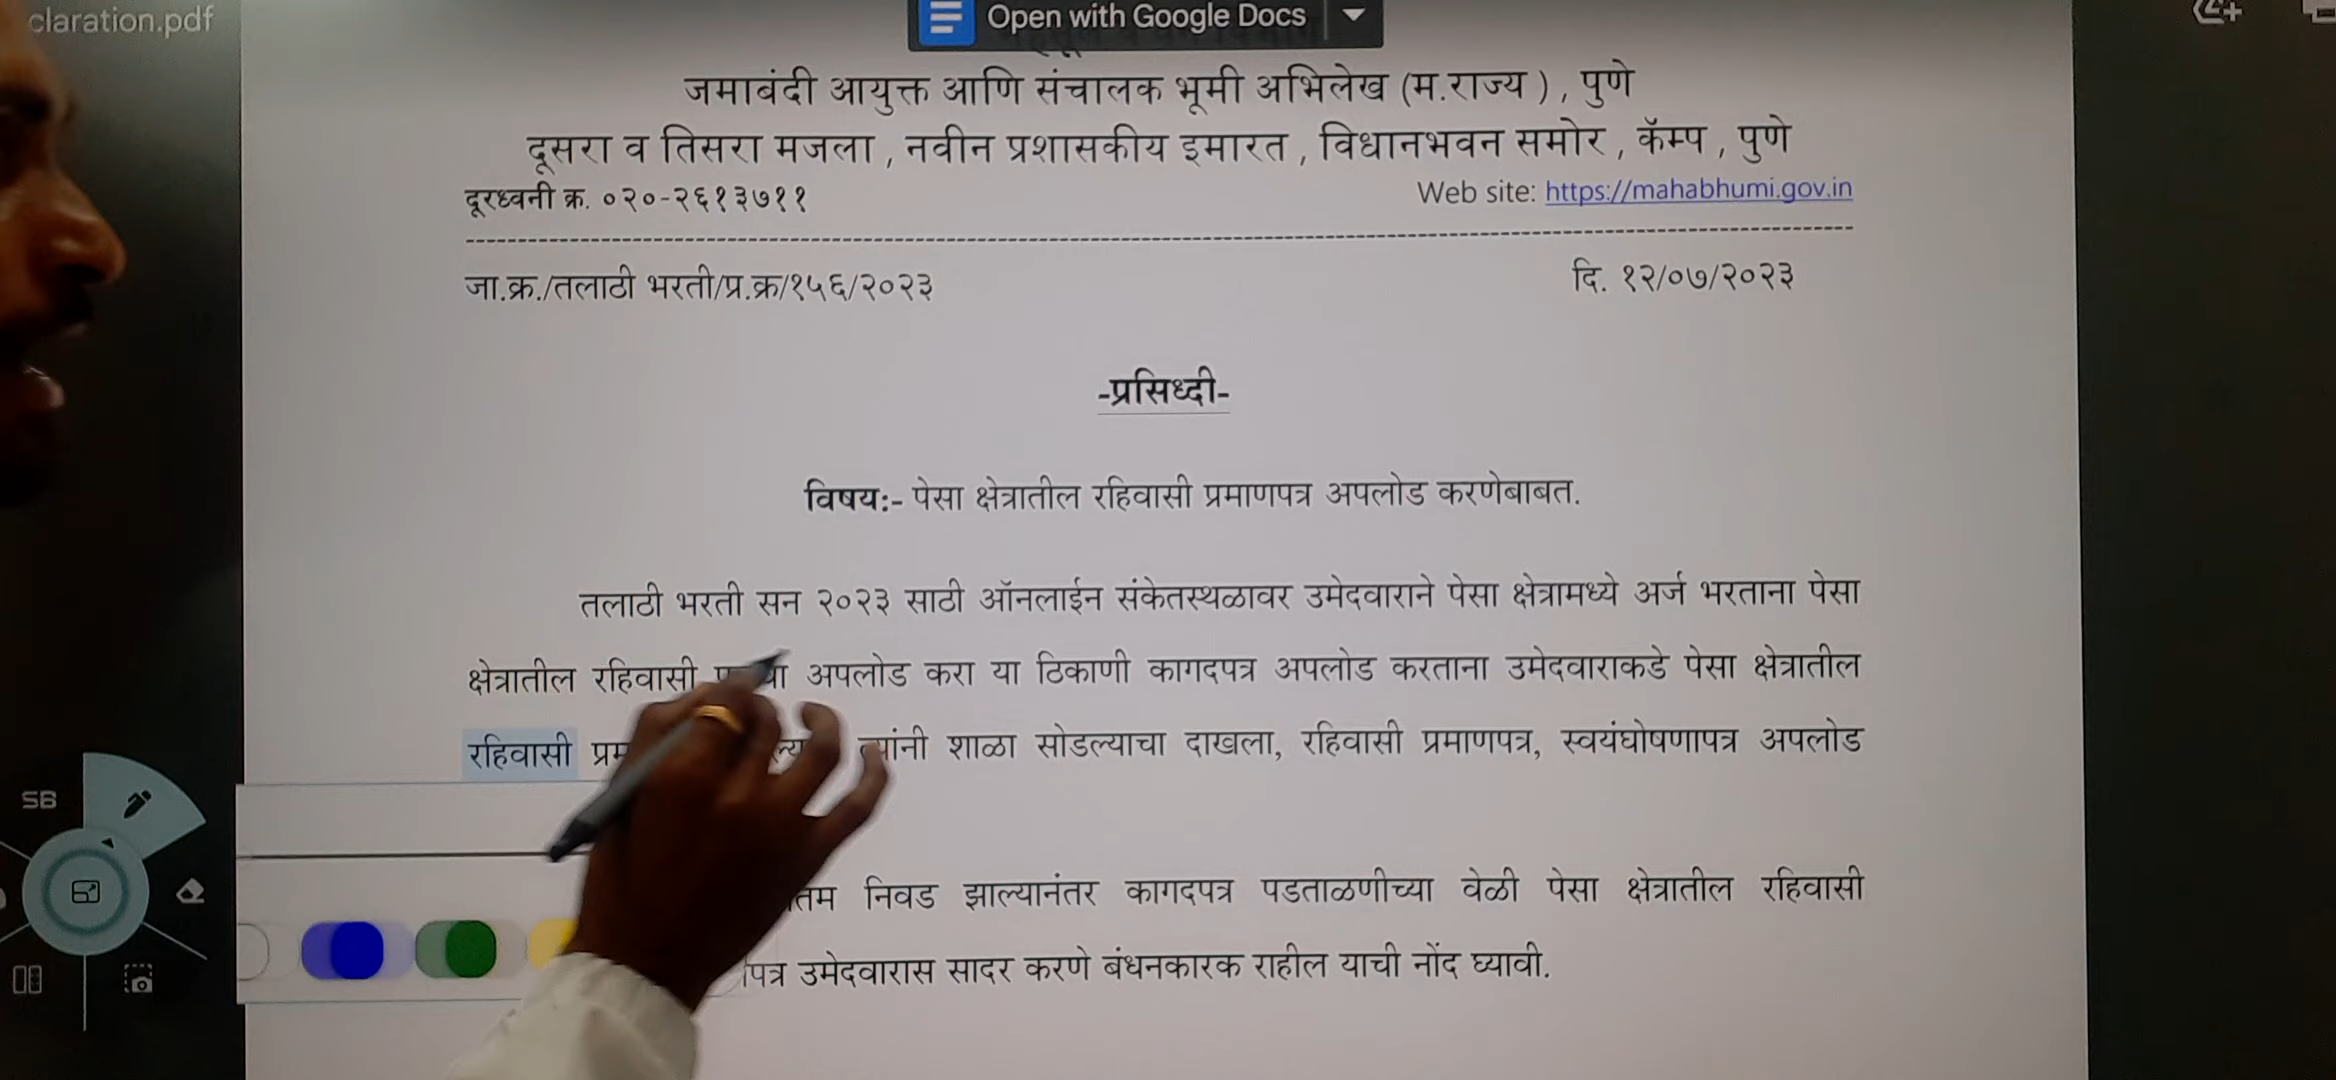 claration.pdf
Open with Google Docs
जमाबंदी आयुक्त आणि संचालक भूमी अभिलेख (म.राज्य ) , पुणे
दूसरा व तिसरा मजला , नवीन प्रशासकीय इमारत , विधानभवन समोर , कॅम्प , पुणे
दूरध्वनी क्र. ०२०-२६१३७११ Web site: https://mahabhumi.gov.in
जा.क्र./तलाठी भरती/प्र.क्र/१५६/२०२३ दि. १२/०७/२०२३
-प्रसिध्दी-
विषय:- पेसा क्षेत्रातील रहिवासी प्रमाणपत्र अपलोड करणेबाबत.
तलाठी भरती सन २०२३ साठी ऑनलाईन संकेतस्थळावर उमेदवाराने पेसा क्षेत्रामध्ये अर्ज भरताना पेसा
क्षेत्रातील रहिवासी अपलोड करा या ठिकाणी कागदपत्र अपलोड करताना उमेदवाराकडे पेसा क्षेत्रातील
रहिवासी शाळा सोडल्याचा दाखला, रहिवासी प्रमाणपत्र, स्वयंघोषणापत्र अपलोड
निवड झाल्यानंतर कागदपत्र पडताळणीच्या वेळी पेसा क्षेत्रातील रहिवासी
उमेदवारास सादर करणे बंधनकारक राहील याची नोंद घ्यावी.